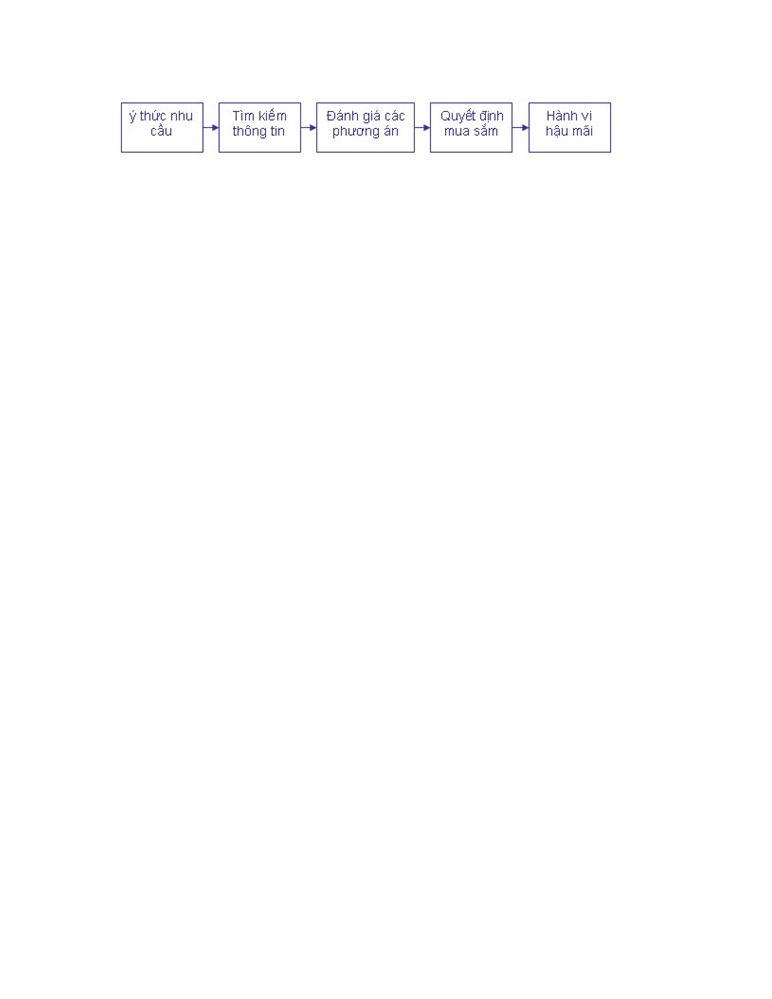 ý thức nhu
cầu
Tìm kiếm
thông tin
Đánh giá các
phương án
Quyết định
mua sắm
Hành vi
hậu mãi